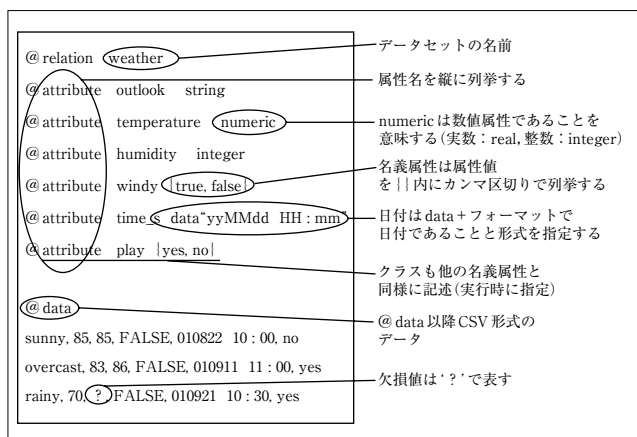 @ relation weather
@ attribute outlook string
@ attribute temperature numeric
@ attribute humidity integer
@ attribute windy {true, false}
@ attribute time_s data“yyMMdd HH : mm”
@ attribute play {yes, no}
@ data
sunny, 85, 85, FALSE, 010822 10 : 00, no
overcast, 83, 86, FALSE, 010911 11 : 00, yes
rainy, 70, ?, FALSE, 010921 10 : 30, yes
データセットの名前
属性名を縦に列挙する
numericは数値属性であることを
意味する(実数：real, 整数：integer)
名義属性は属性値
を{ }内にカンマ区切りで列挙する
日付はdata+フォーマットで
日付であることと形式を指定する
クラスも他の名義属性と
同様に記述(実行時に指定)
@ data以降CSV形式の
データ
欠損値は‘?’で表す